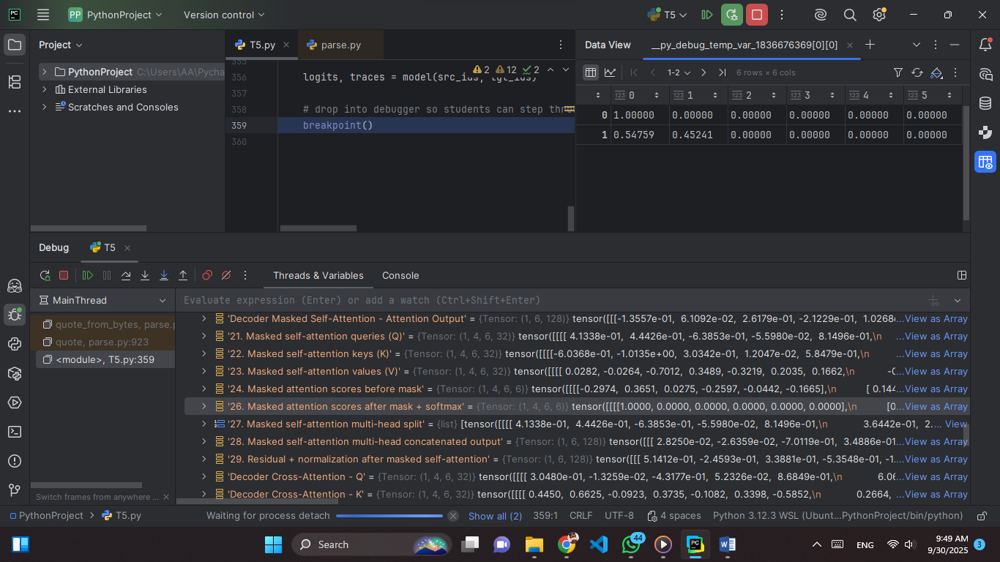 PC
PP PythonProject
Version control
T5
Project
T5.py
parse.py
Data View
__py_debug_temp_var_1836676369[0][0]
PythonProject C:\Users\AA\Pycha
External Libraries
Scratches and Consoles
355
2 12 2
356 logits, traces = model(src_ids, tgt_ids)
357
358 # drop into debugger so students can step thro
359 breakpoint()
360
1-2
6 rows × 6 cols
123 0 123 1 123 2 123 3 123 4 123 5
0 1.00000 0.00000 0.00000 0.00000 0.00000 0.00000
1 0.54759 0.45241 0.00000 0.00000 0.00000 0.00000
Debug
T5
Threads & Variables
Console
MainThread
Evaluate expression (Enter) or add a watch (Ctrl+Shift+Enter)
quote_from_bytes, parse.p
quote, parse.py:923
<module>, T5.py:359
'Decoder Masked Self-Attention - Attention Output' = {Tensor: (1, 6, 128)} tensor([[[-1.3557e-01, 6.1092e-02, 2.6179e-01, -2.1229e-01, 1.0268e...View as Array
'21. Masked self-attention queries (Q)' = {Tensor: (1, 4, 6, 32)} tensor([[[[ 4.1338e-01, 4.4426e-01, -6.3853e-01, -5.5980e-02, 8.1496e-01,\n ...View as Array
'22. Masked self-attention keys (K)' = {Tensor: (1, 4, 6, 32)} tensor([[[[-6.0368e-01, -1.0135e+00, 3.0342e-01, 1.2047e-02, 5.8479e-01,\n ...View as Array
'23. Masked self-attention values (V)' = {Tensor: (1, 4, 6, 32)} tensor([[[[ 0.0282, -0.0264, -0.7012, 0.3489, -0.3219, 0.2035, 0.1662,\n -0...View as Array
'24. Masked attention scores before mask' = {Tensor: (1, 4, 6, 6)} tensor([[[[-0.2974, 0.3651, 0.0275, -0.2597, -0.0442, -0.1665],\n [ 0.144...View as Array
'26. Masked attention scores after mask + softmax' = {Tensor: (1, 4, 6, 6)} tensor([[[[1.0000, 0.0000, 0.0000, 0.0000, 0.0000, 0.0000],\n [0...View as Array
'27. Masked self-attention multi-head split' = {list} [tensor([[[[ 4.1338e-01, 4.4426e-01, -6.3853e-01, -5.5980e-02, 8.1496e-01,\n 3.6442e-01, 2.... View
'28. Masked self-attention multi-head concatenated output' = {Tensor: (1, 6, 128)} tensor([[[ 2.8250e-02, -2.6359e-02, -7.0119e-01, 3.4886e-01...View as Array
'29. Residual + normalization after masked self-attention' = {Tensor: (1, 6, 128)} tensor([[[ 5.1412e-01, -2.4593e-01, 3.3881e-01, -5.3548e-01, -1...View as Array
'Decoder Cross-Attention - Q' = {Tensor: (1, 4, 6, 32)} tensor([[[[ 3.0480e-01, -1.3259e-02, -4.3177e-01, 5.2326e-02, 8.6849e-01,\n 6.06...View as Array
'Decoder Cross-Attention - K' = {Tensor: (1, 4, 6, 32)} tensor([[[[ 0.4450, 0.6625, -0.0923, 0.3735, -0.1082, 0.3398, -0.5852,\n 0.2664, ...View as Array
Switch frames from anywhere ...
PythonProject
T5.py
Waiting for process detach
Show all (2)
359:1
CRLF
UTF-8
4 spaces
Python 3.12.3 WSL (Ubunt...PythonProject/bin/python)
Search
44
ENG
9:49 AM
9/30/2025
3